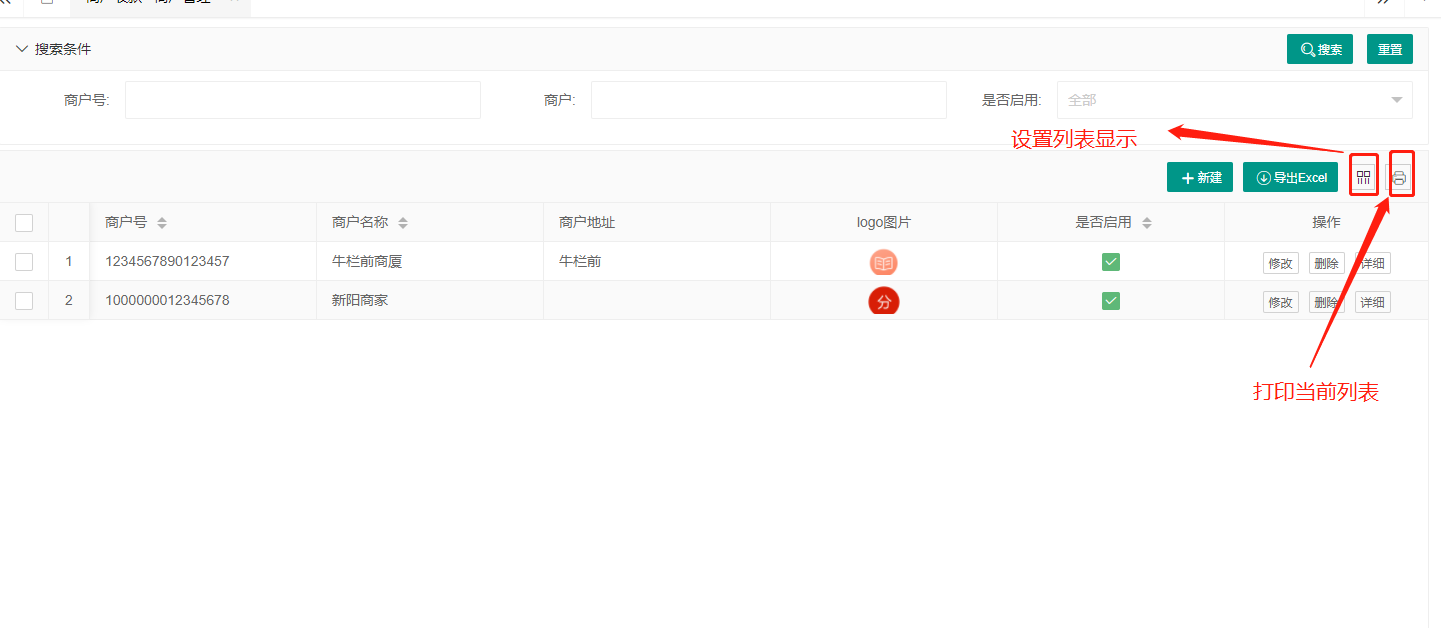 搜索条件 搜索 重置
商户号: 商户: 是否启用: 全部
设置列表显示
新建 导出Excel
商户号 商户名称 商户地址 logo图片 是否启用 操作
1 1234567890123457 牛栏前商厦 牛栏前 修改 删除 详细
2 1000000012345678 新阳商家 分 修改 删除 详细
打印当前列表